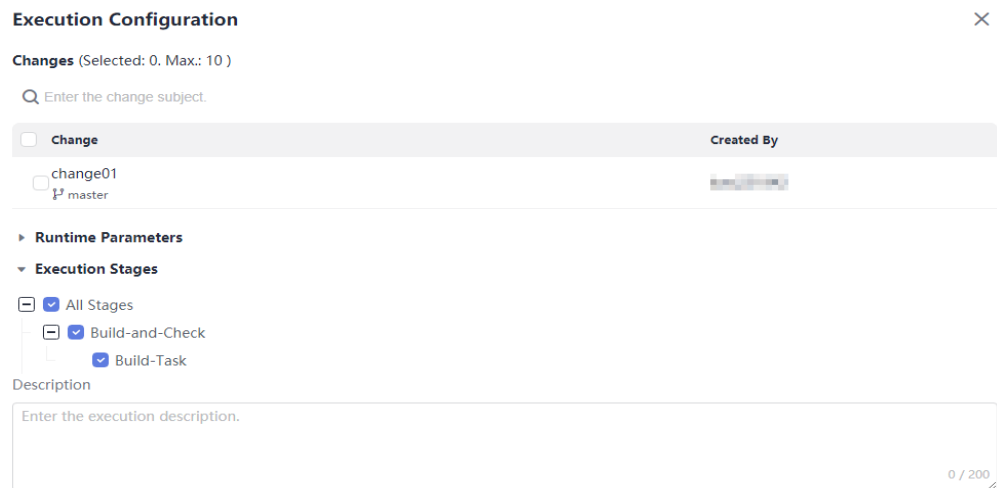 Execution Configuration
Changes (Selected: 0. Max.: 10 )
Enter the change subject.
Change Created By
change01
master
Runtime Parameters
Execution Stages
All Stages
Build-and-Check
Build-Task
Description
Enter the execution description.
0 / 200